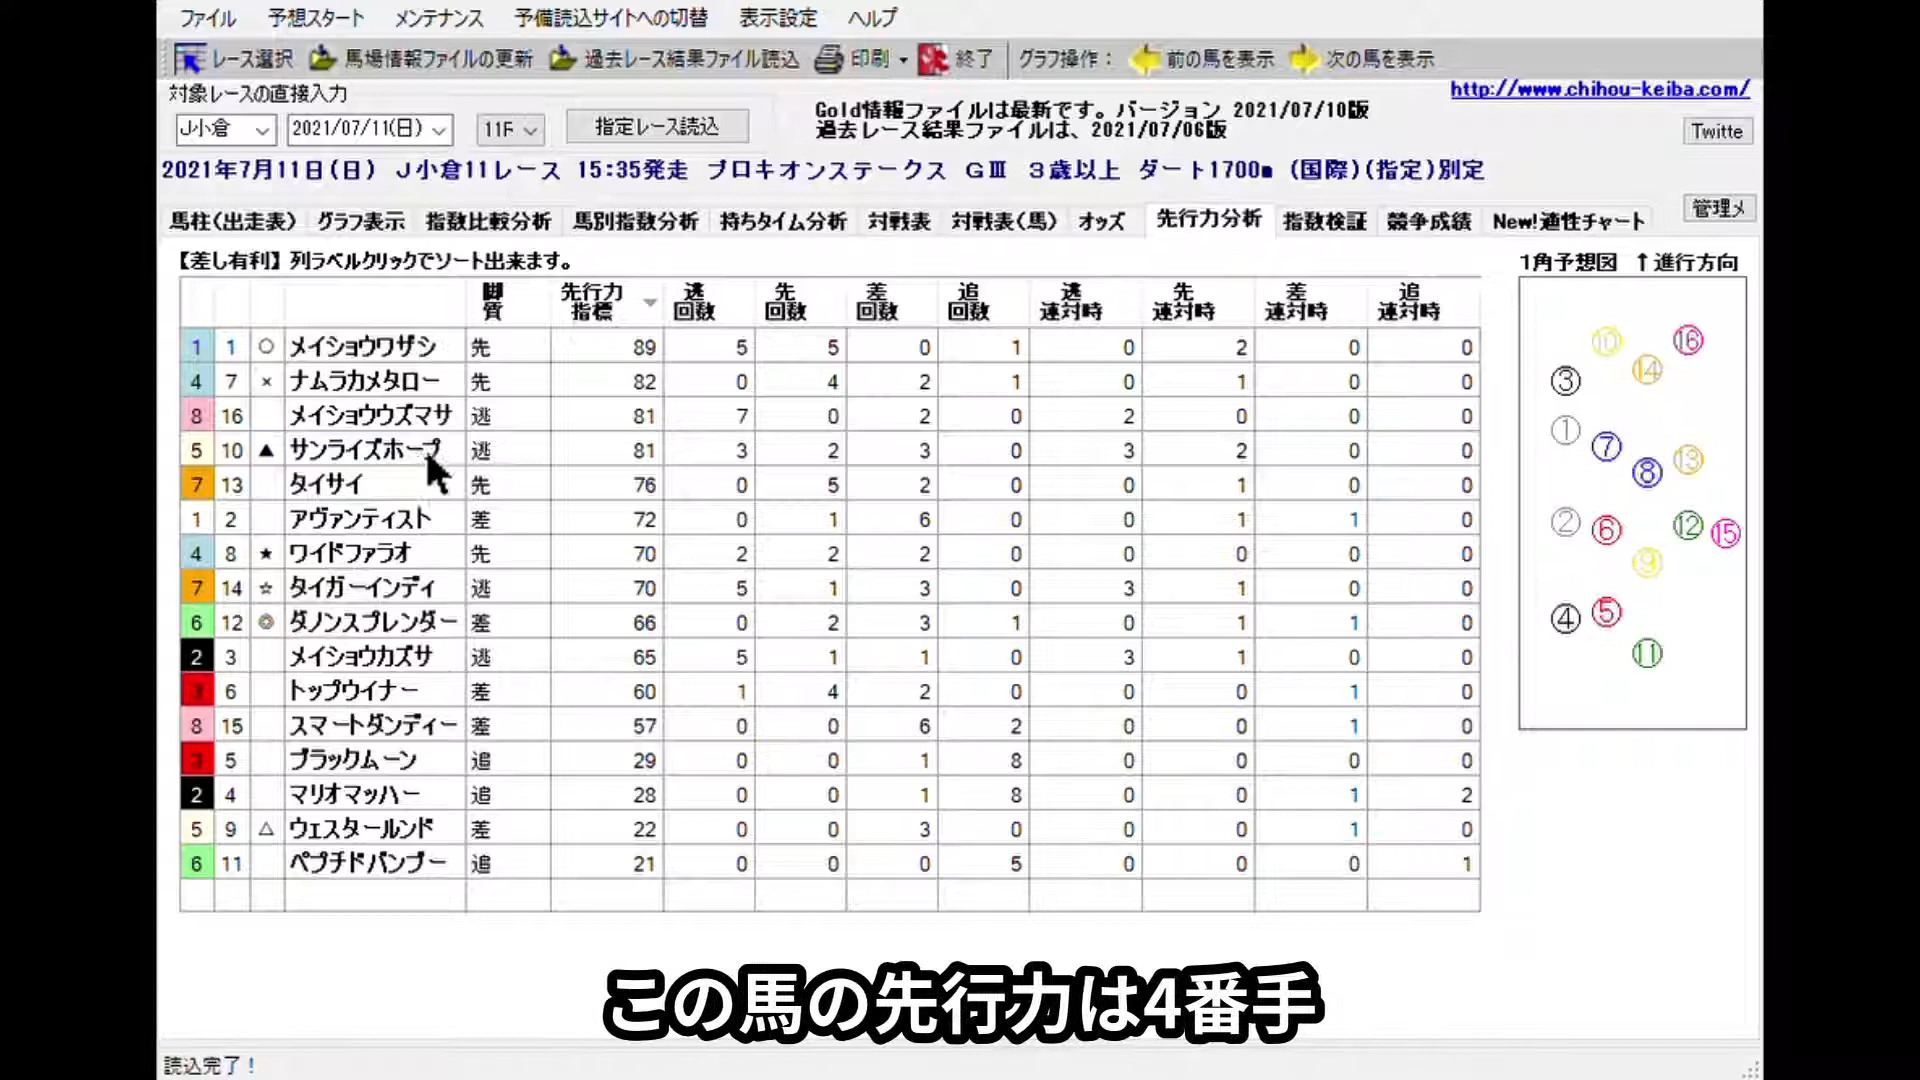 ファイル 予想スタート メンテナンス 予備読込サイトへの切替 表示設定 ヘルプ
レース選択 馬場情報ファイルの更新 過去レース結果ファイル読込 印刷 終了 グラフ操作： 前の馬を表示 次の馬を表示
対象レースの直接入力
http://www.chihou-keiba.com/
J小倉 2021/07/11(日) 11R 指定レース読込
Gold情報ファイルは最新です。バージョン 2021/07/10版
過去レース結果ファイルは、2021/07/06版
Twitte
2021年7月11日(日) J小倉11レース 15:35発走 プロキオンステークス GⅢ 3歳以上 ダート1700m (国際)(指定)別定
管理メ
馬柱(出走表) グラフ表示 指数比較分析 馬別指数分析 持ちタイム分析 対戦表 対戦表(馬) オッズ 先行力分析 指数検証 競争成績 New!適性チャート
【差し有利】列ラベルクリックでソート出来ます。
脚質 先行力指標 逃回数 先回数 差回数 追回数 逃連対時 先連対時 差連対時 追連対時
1 1 ○ メイショウワザシ 先 89 5 5 0 1 0 2 0 0
4 7 × ナムラカメタロー 先 82 0 4 2 1 0 1 0 0
8 16 メイショウウズマサ 逃 81 7 0 2 0 2 0 0 0
5 10 ▲ サンライズホープ 逃 81 3 2 3 0 3 2 0 0
7 13 タイサイ 先 76 0 5 2 0 0 1 0 0
1 2 アヴァンティスト 差 72 0 1 6 0 0 1 1 0
4 8 ★ ワイドファラオ 先 70 2 2 2 0 0 0 0 0
7 14 ☆ タイガーインディ 逃 70 5 1 3 0 3 1 0 0
6 12 ◎ ダノンスプレンダー 差 66 0 2 3 1 0 1 1 0
2 3 メイショウカズサ 逃 65 5 1 1 0 3 1 0 0
3 6 トップウイナー 差 60 1 4 2 0 0 0 1 0
8 15 スマートダンディー 差 57 0 0 6 2 0 0 1 0
3 5 ブラックムーン 追 29 0 0 1 8 0 0 0 0
2 4 マリオマッハー 追 28 0 0 1 8 0 0 1 2
5 9 △ ウェスタールンド 差 22 0 0 3 0 0 0 1 0
6 11 ペプチドバンブー 追 21 0 0 0 5 0 0 0 1
1角予想図 ↑進行方向
⑩ ⑯
⑭
③
①
⑦ ⑬
⑧
② ⑥ ⑫ ⑮
⑨
④ ⑤
⑪
この馬の先行力は4番手
読込完了！